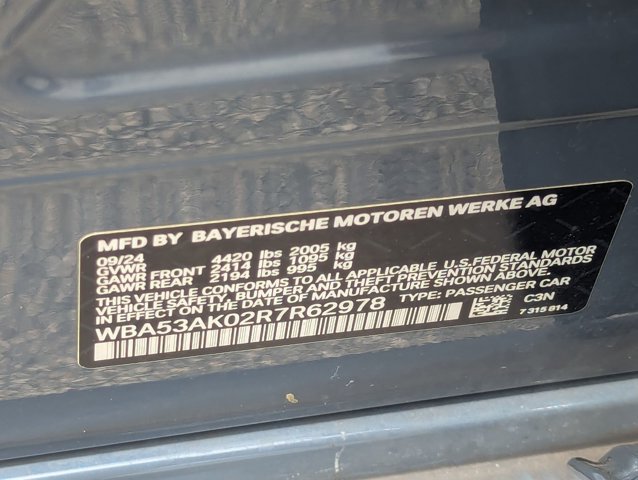 MFD BY BAYERISCHE MOTOREN WERKE AG
09/24
GVWR 4420 lbs 2005 kg
GAWR FRONT 2414 lbs 1095 kg
GAWR REAR 2194 lbs 995 kg
THIS VEHICLE CONFORMS TO ALL APPLICABLE U.S.FEDERAL MOTOR
VEHICLE SAFETY, BUMPER AND THEFT PREVENTION STANDARDS
IN EFFECT ON THE DATE OF MANUFACTURE SHOWN ABOVE.
WBA53AK02R7R62978 TYPE: PASSENGER CAR
C3N
7 315 814